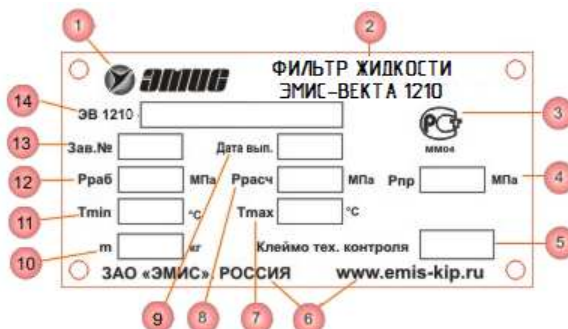 1
2
ЭМИС
ФИЛЬТР ЖИДКОСТИ
ЭМИС-ВЕКТА 1210
14
ЭВ 1210
РСТ
3
ММ04
13
Зав.№
Дата вып.
12
Рраб
МПа
Ррасч
МПа
Рпр
МПа
4
11
Tmin
°С
Tmax
°С
10
m
кг
Клеймо тех. контроля
5
ЗАО «ЭМИС». РОССИЯ
www.emis-kip.ru
9
8
7
6